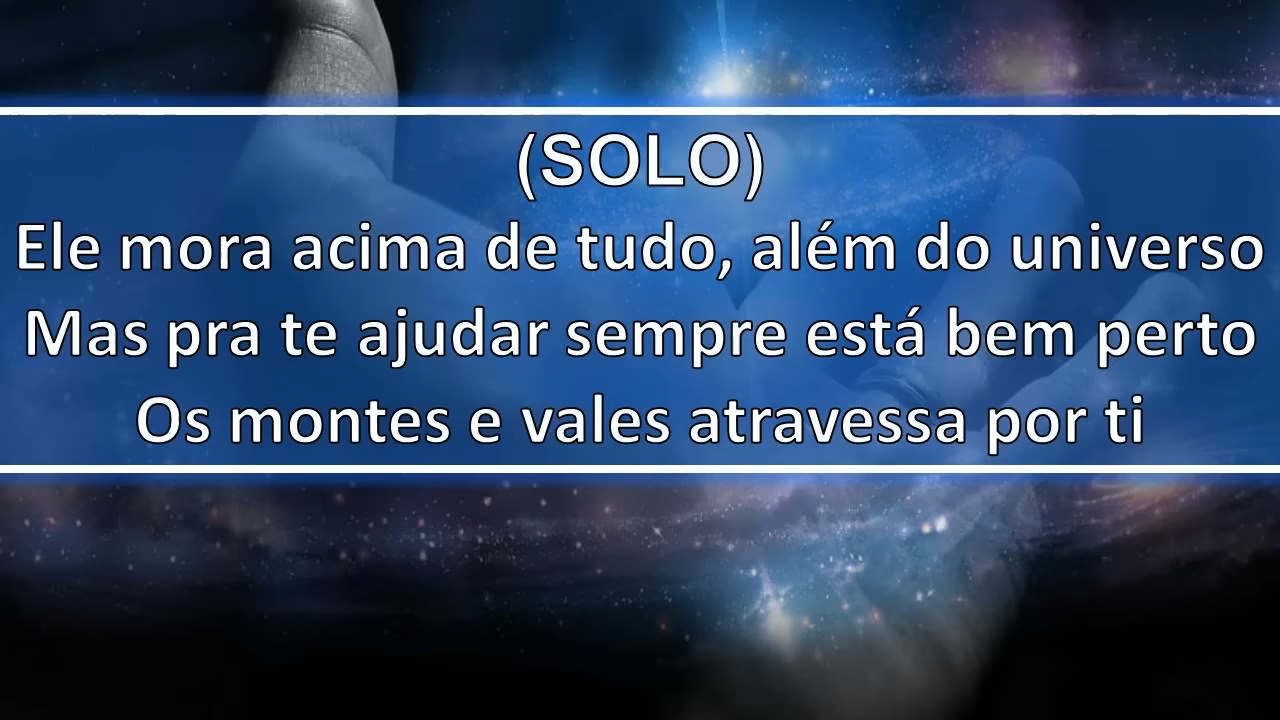 (SOLO)
Ele mora acima de tudo, além do universo
Mas pra te ajudar sempre está bem perto
Os montes e vales atravessa por ti